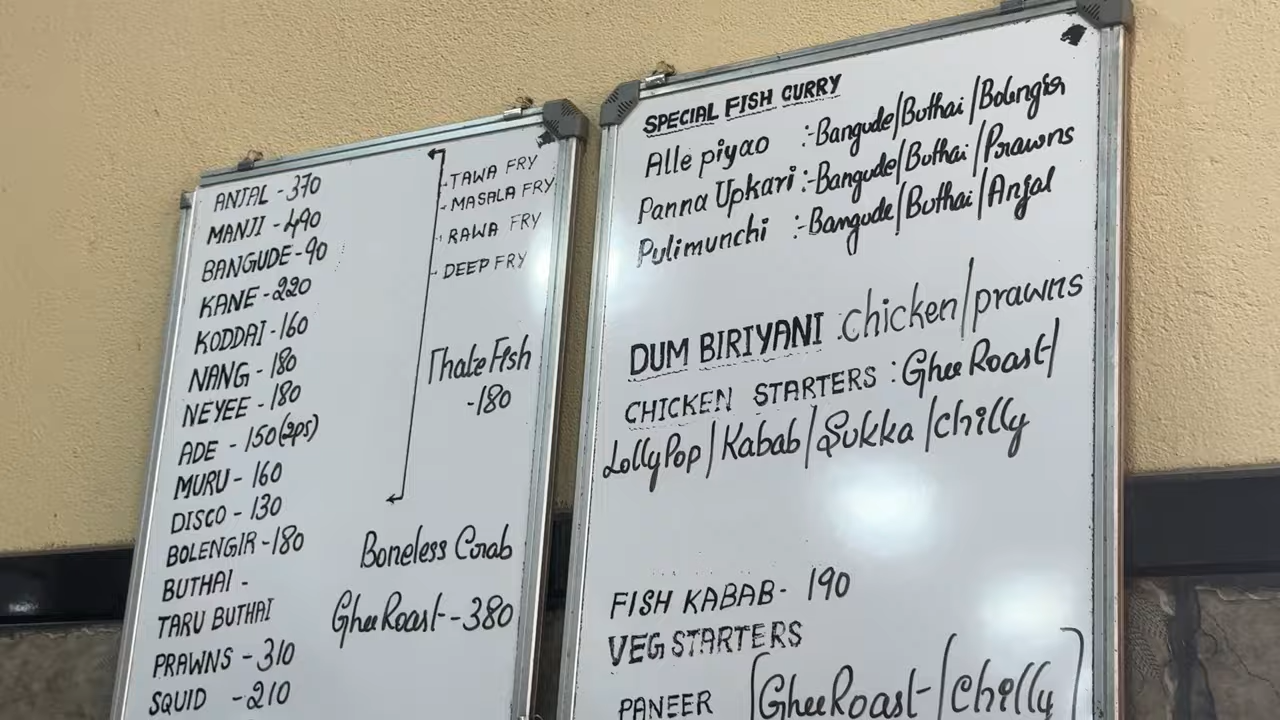 ANJAL - 370
MANJI - 490
BANGUDE - 90
KANE - 220
KODDAI - 160
NANG - 180
NEYEE - 180
ADE - 150 (2ps)
MURU - 160
DISCO - 130
BOLENGIR - 180
BUTHAI -
TARU BUTHAI
PRAWNS - 310
SQUID - 210
TAWA FRY
MASALA FRY
RAWA FRY
DEEP FRY
Thate Fish
- 180
Boneless Crab
Ghee Roast - 380
SPECIAL FISH CURRY
Alle piyao :- Bangude/Buthai/Bolengir
Panna Upkari :- Bangude/Buthai/Prawns
Pulimunchi :- Bangude/Buthai/Anjal
DUM BIRIYANI : chicken/prawns
CHICKEN STARTERS : Ghee Roast/
LollyPop/Kabab/Sukka/chilly
FISH KABAB - 190
VEG STARTERS
PANEER [Ghee Roast/Chilly]